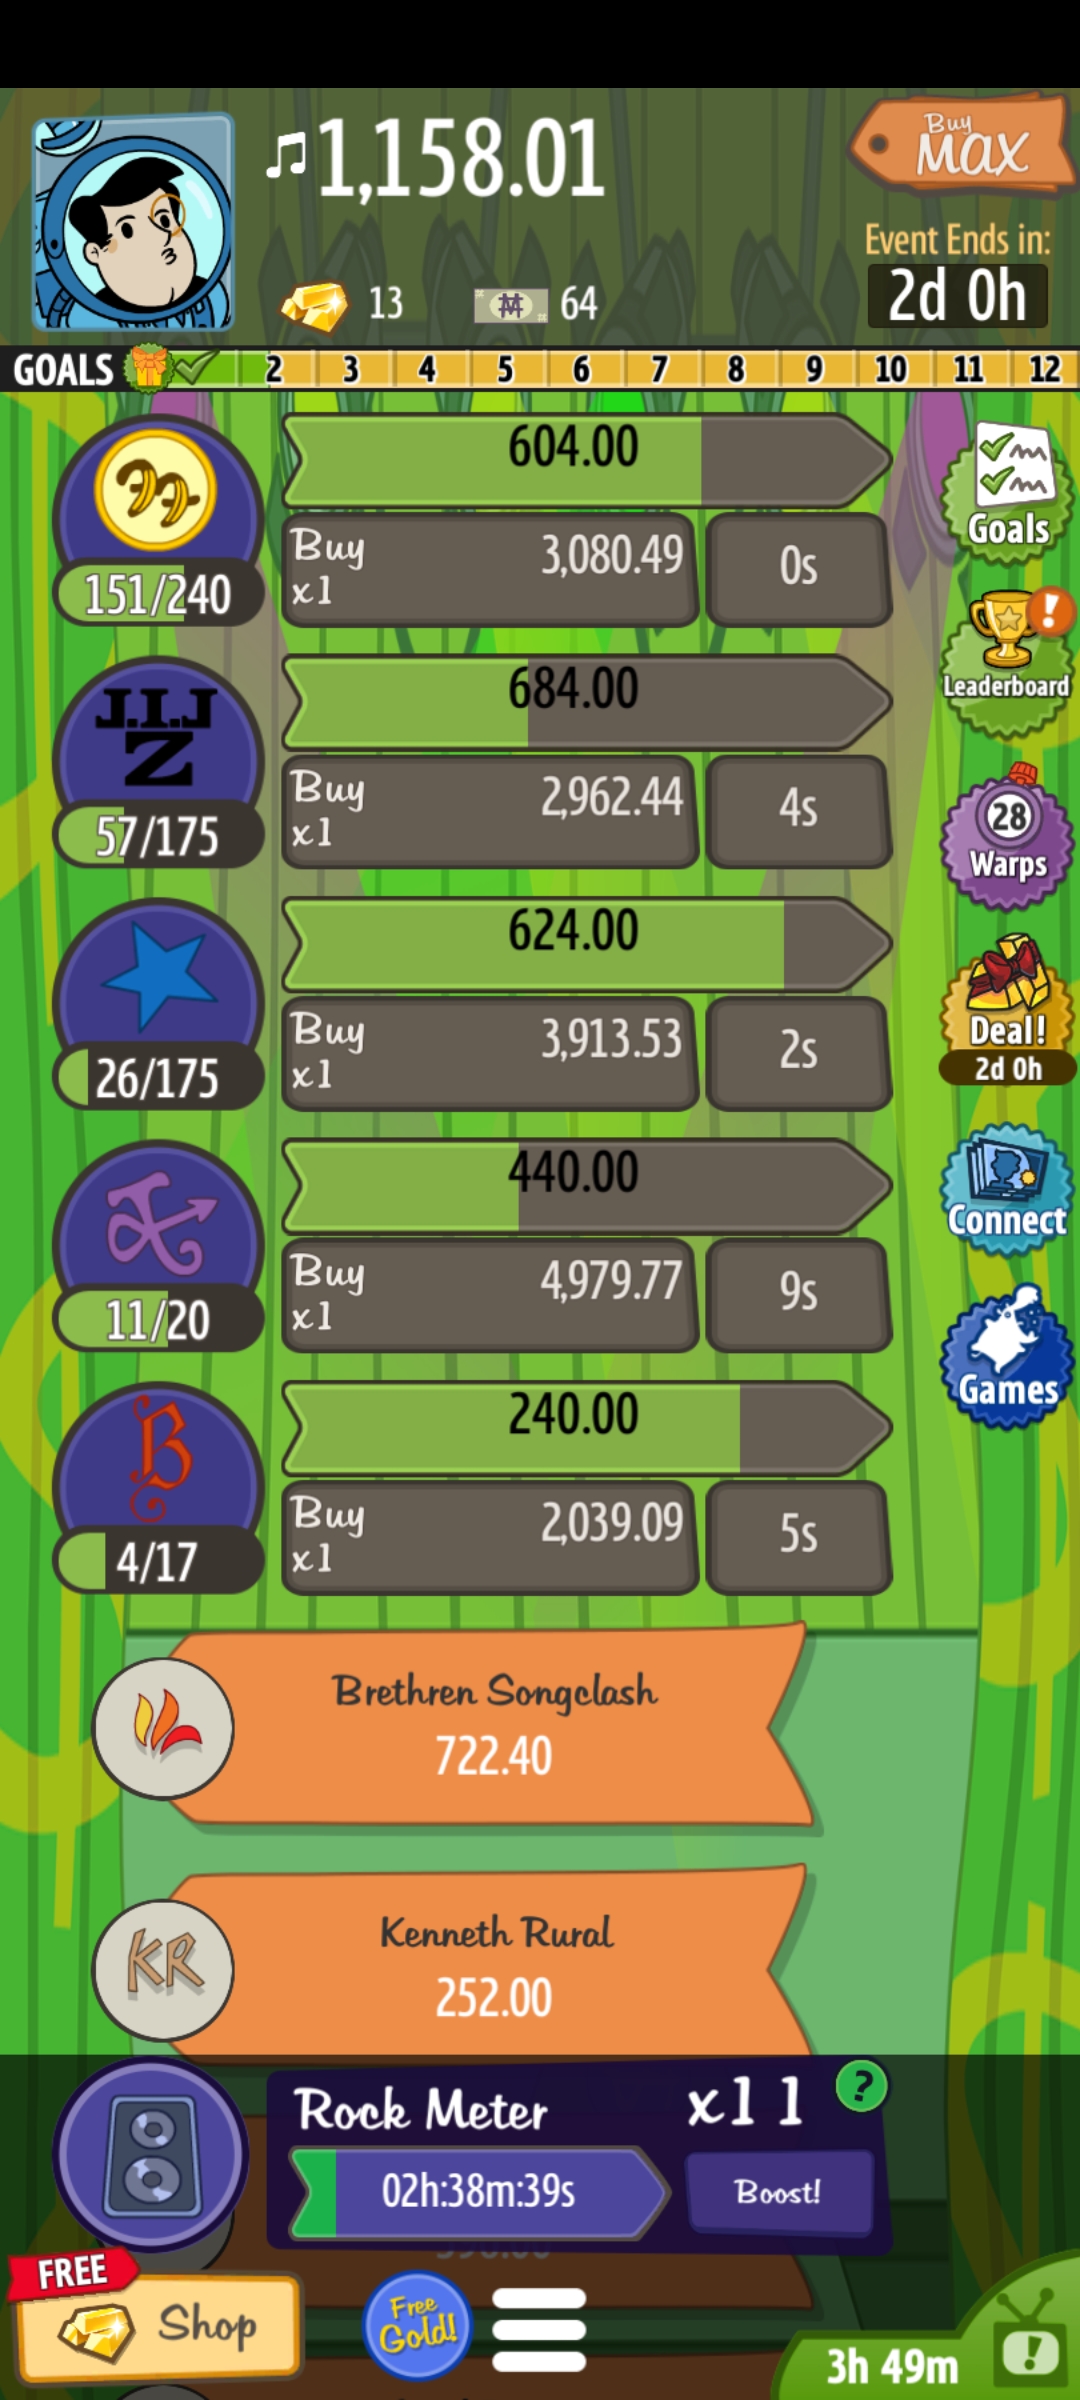 ♫1,158.01
Buy
MAX
13
64
Event Ends in:
2d 0h
GOALS 2 3 4 5 6 7 8 9 10 11 12
604.00
Buy
x1
3,080.49
0s
151/240
Goals
J.I.J
Z
684.00
Buy
x1
2,962.44
4s
57/175
Leaderboard
28
Warps
624.00
Buy
x1
3,913.53
2s
26/175
Deal!
2d 0h
440.00
Buy
x1
4,979.77
9s
11/20
Connect
B
240.00
Buy
x1
2,039.09
5s
4/17
Games
Brethren Songclash
722.40
KR
Kenneth Rural
252.00
Rock Meter
x11
?
02h:38m:39s
Boost!
FREE
Shop
Free
Gold!
3h 49m